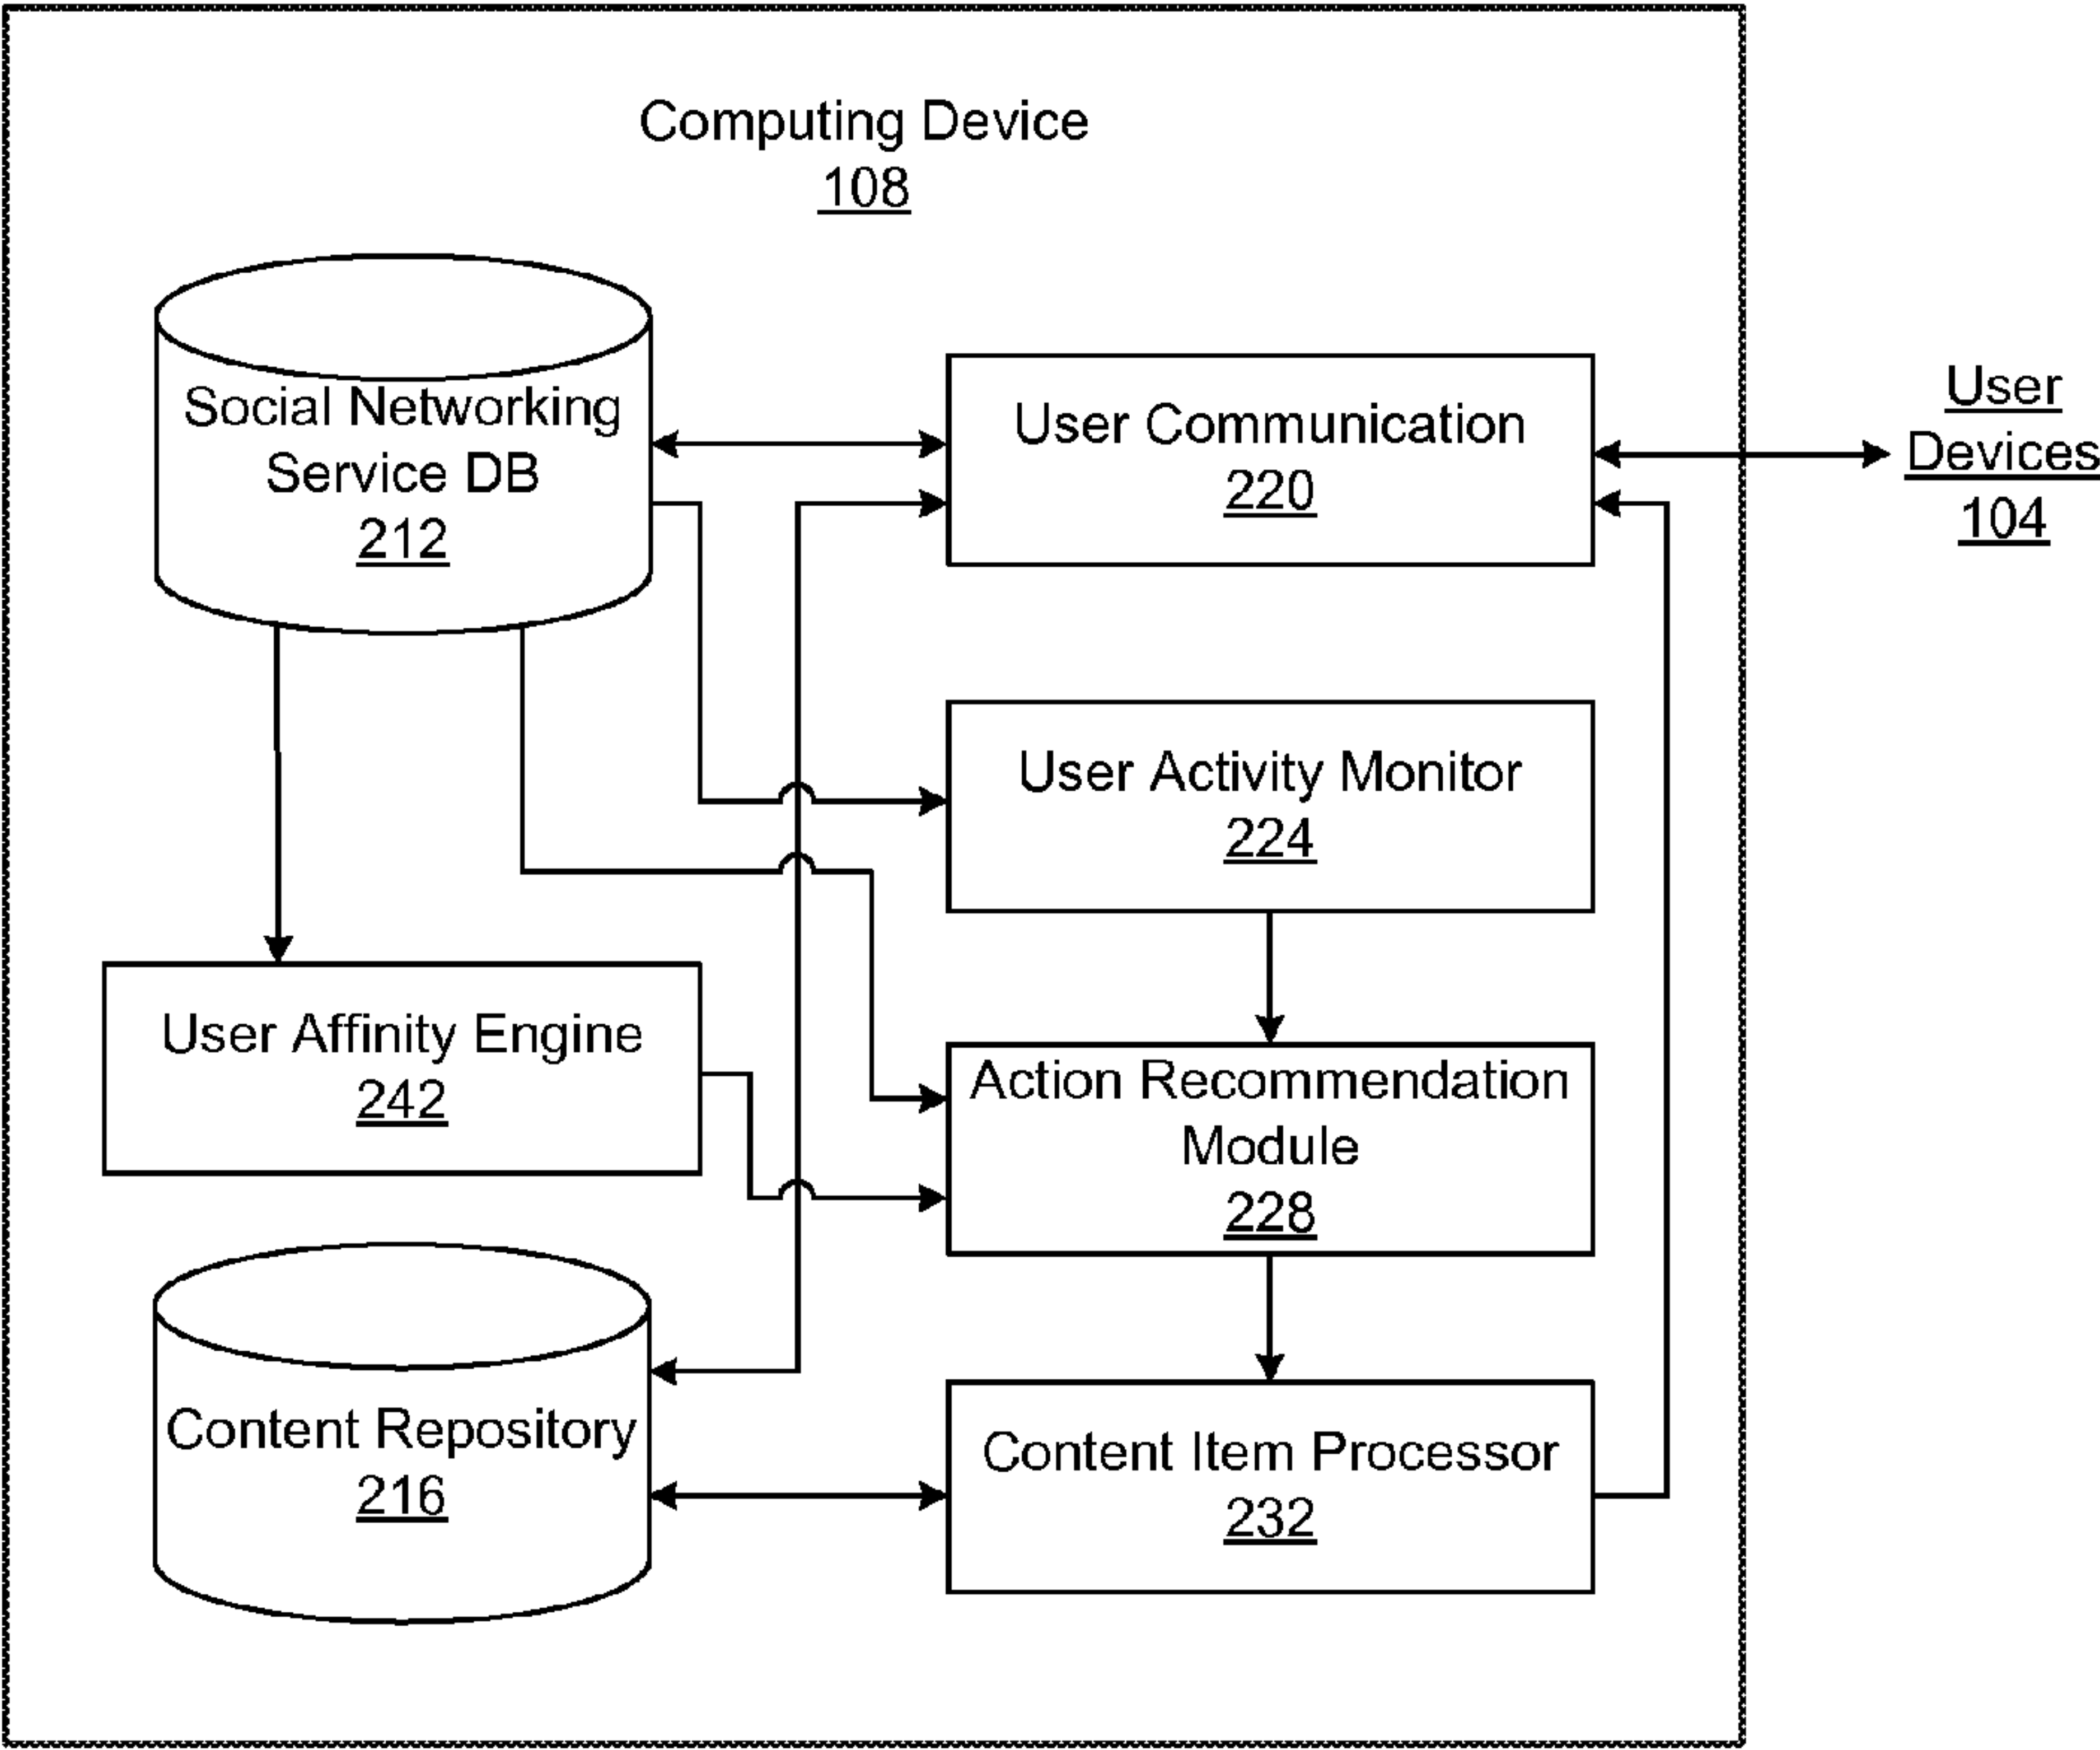 Computing Device
108
Social Networking
Service DB
212
User Communication
220
User
Devices
104
User Activity Monitor
224
User Affinity Engine
242
Action Recommendation
Module
228
Content Repository
216
Content Item Processor
232